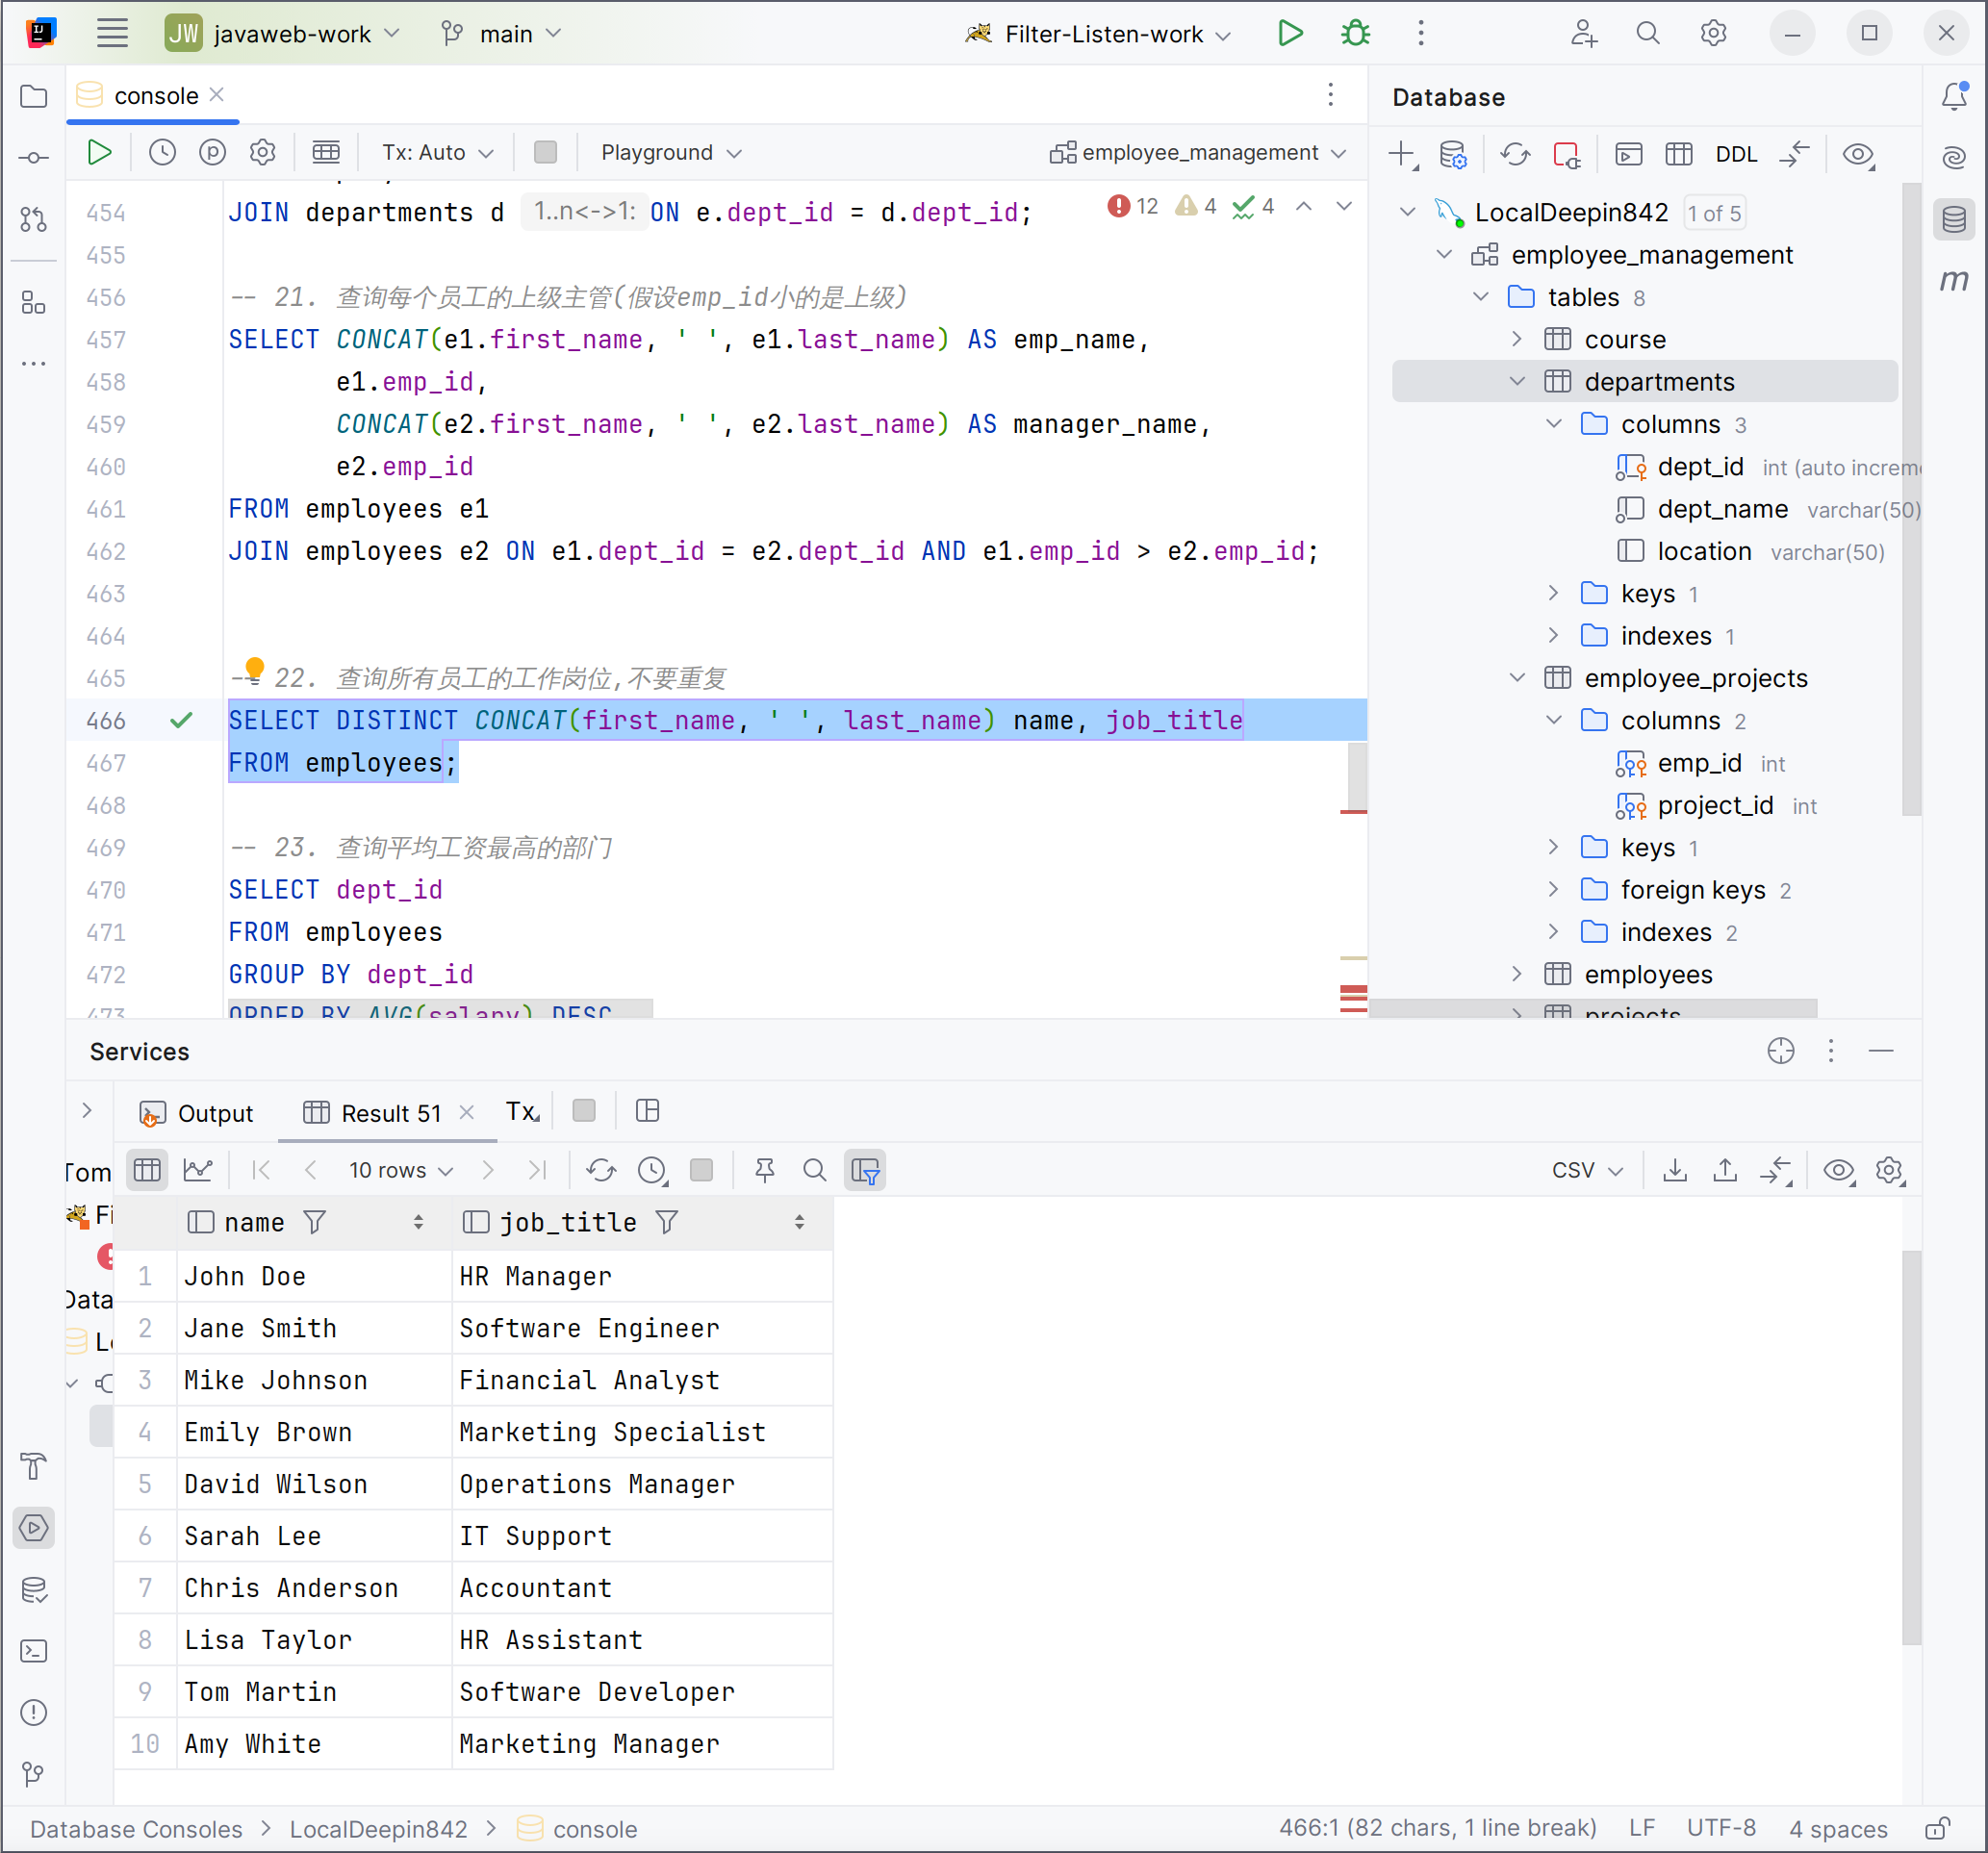 JW javaweb-work main Filter-Listen-work
console
Database
Tx: Auto Playground employee_management
DDL
454 JOIN departments d 1..n<->1: ON e.dept_id = d.dept_id;
12 4 4
455
456 -- 21. 查询每个员工的上级主管(假设emp_id小的是上级)
457 SELECT CONCAT(e1.first_name, ' ', e1.last_name) AS emp_name,
458 e1.emp_id,
459 CONCAT(e2.first_name, ' ', e2.last_name) AS manager_name,
460 e2.emp_id
461 FROM employees e1
462 JOIN employees e2 ON e1.dept_id = e2.dept_id AND e1.emp_id > e2.emp_id;
463
464
465 -- 22. 查询所有员工的工作岗位,不要重复
466 SELECT DISTINCT CONCAT(first_name, ' ', last_name) name, job_title
467 FROM employees;
468
469 -- 23. 查询平均工资最高的部门
470 SELECT dept_id
471 FROM employees
472 GROUP BY dept_id
473 ORDER BY AVG(salary) DESC
LocalDeepin842 1 of 5
employee_management
tables 8
course
departments
columns 3
dept_id int (auto increme
dept_name varchar(50)
location varchar(50)
keys 1
indexes 1
employee_projects
columns 2
emp_id int
project_id int
keys 1
foreign keys 2
indexes 2
employees
projects
m
Services
Output Result 51 Tx
10 rows CSV
Tom
Fi
Data
Lo
name job_title
1 John Doe HR Manager
2 Jane Smith Software Engineer
3 Mike Johnson Financial Analyst
4 Emily Brown Marketing Specialist
5 David Wilson Operations Manager
6 Sarah Lee IT Support
7 Chris Anderson Accountant
8 Lisa Taylor HR Assistant
9 Tom Martin Software Developer
10 Amy White Marketing Manager
Database Consoles > LocalDeepin842 > console
466:1 (82 chars, 1 line break) LF UTF-8 4 spaces